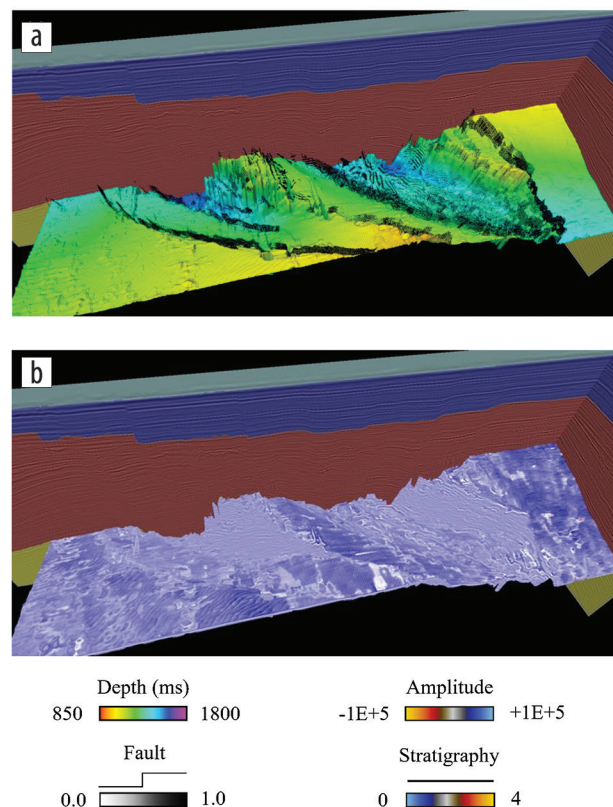 a
b
Depth (ms)
850 1800
Amplitude
-1E+5 +1E+5
Fault
0.0 1.0
Stratigraphy
0 4